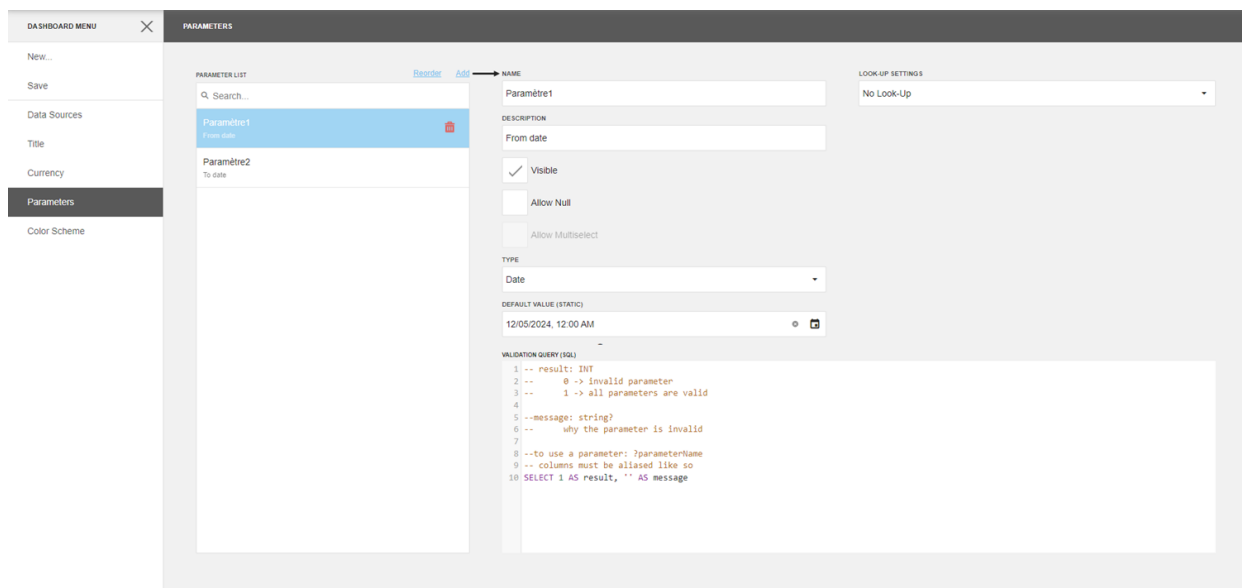 DASHBOARD MENU
PARAMETERS
New...
Save
Data Sources
Title
Currency
Parameters
Color Scheme
PARAMETER LIST
Reorder Add
Search...
Paramètre1
From date
Paramètre2
To date
NAME
Paramètre1
DESCRIPTION
From date
Visible
Allow Null
Allow Multiselect
TYPE
Date
DEFAULT VALUE (STATIC)
12/05/2024, 12:00 AM
LOOK-UP SETTINGS
No Look-Up
VALIDATION QUERY (SQL)
1 -- result: INT
2 -- 0 -> invalid parameter
3 -- 1 -> all parameters are valid
4
5 --message: string?
6 -- why the parameter is invalid
7
8 --to use a parameter: ?parameterName
9 -- columns must be aliased like so
10 SELECT 1 AS result, '' AS message